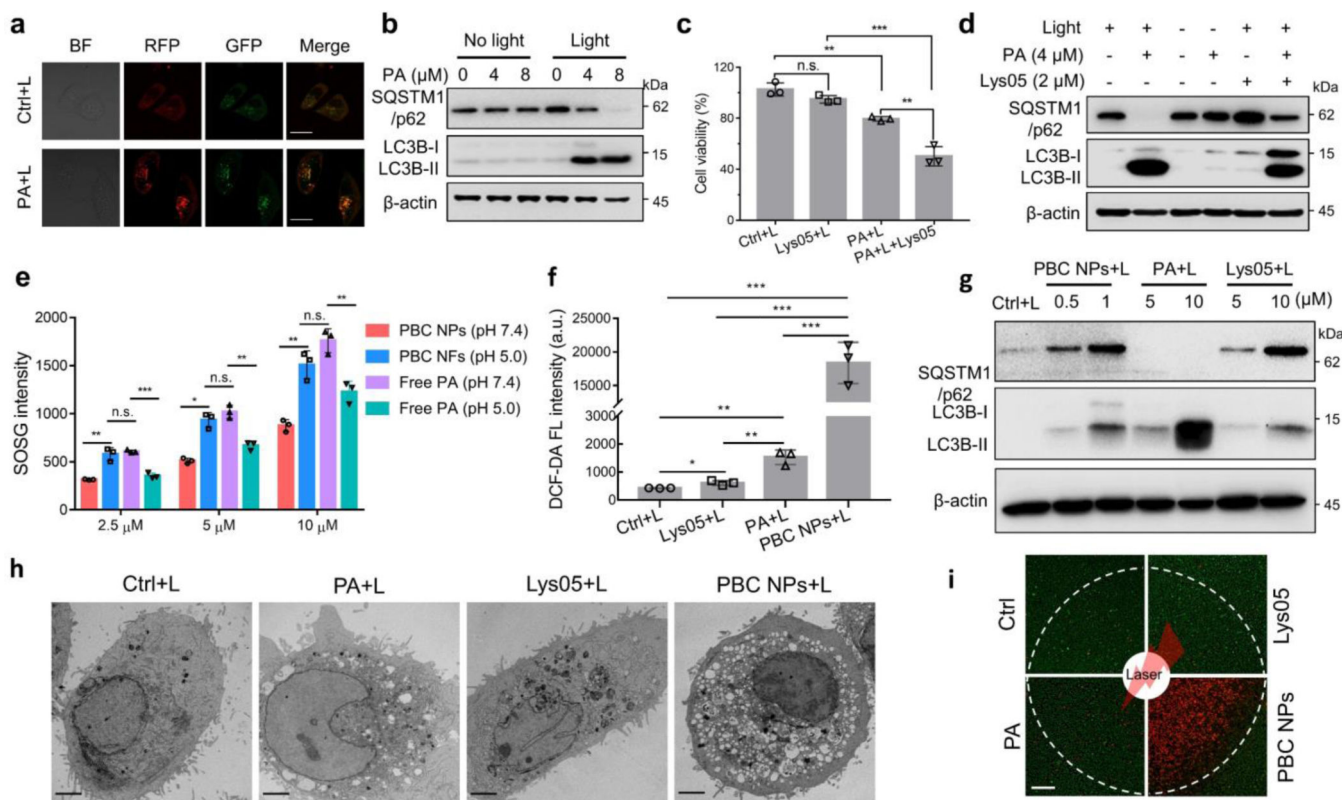 a
BF RFP GFP Merge
Ctrl+L
PA+L
b
No light Light
PA (μM) 0 4 8 0 4 8
kDa
SQSTM1
/p62
62
LC3B-I
15
LC3B-II
β-actin
45
c
Cell viability (%)
160
120
80
40
0
n.s.
**
***
**
Ctrl+L
Lys05+L
PA+L
PA+L+Lys05
d
Light + + - - + +
PA (4 μM) + - + +
Lys05 (2 μM) + +
kDa
SQSTM1
/p62
62
LC3B-I
15
LC3B-II
β-actin
45
e
SOSG intensity
2000
1500
1000
500
0
** n.s. ***
* n.s. **
** n.s. **
2.5 μM 5 μM 10 μM
PBC NPs (pH 7.4)
PBC NFs (pH 5.0)
Free PA (pH 7.4)
Free PA (pH 5.0)
f
DCF-DA FL intensity (a.u.)
25000
20000
15000
3000
2000
1000
0
***
***
***
**
**
*
Ctrl+L
Lys05+L
PA+L
PBC NPs+L
g
PBC NPs+L PA+L Lys05+L
Ctrl+L 0.5 1 5 10 5 10 (μM)
kDa
62
SQSTM1
/p62
LC3B-I
15
LC3B-II
β-actin
45
h
Ctrl+L PA+L Lys05+L PBC NPs+L
i
Ctrl
Lys05
Laser
PA
PBC NPs